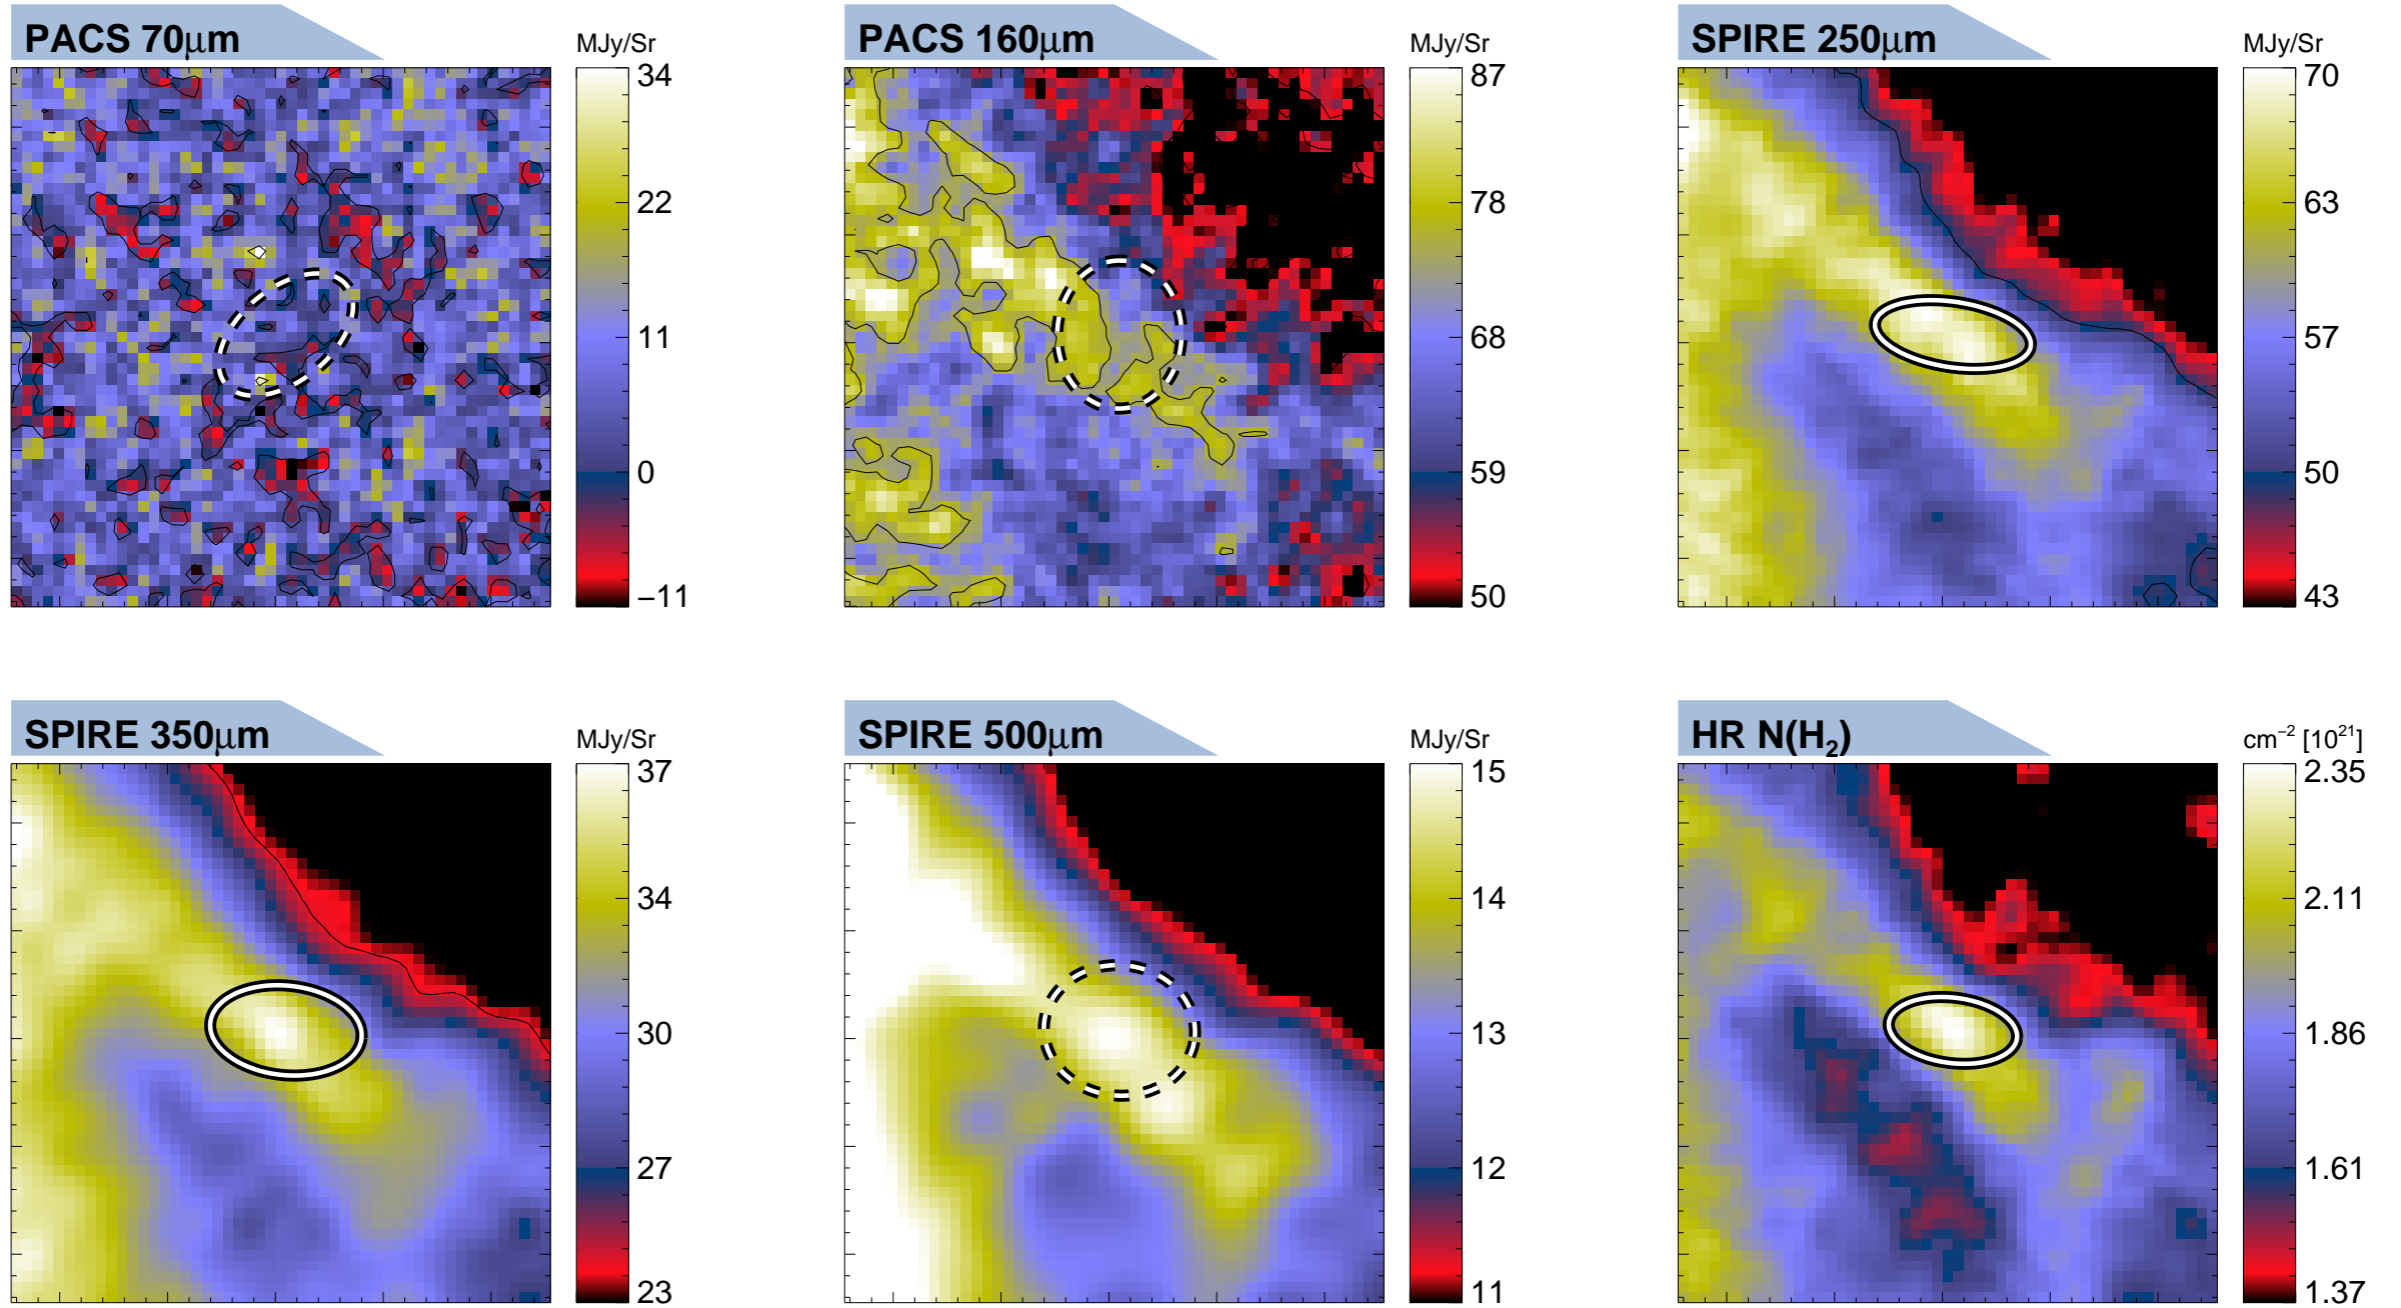 PACS 70μm
MJy/Sr
34
22
11
0
−11
PACS 160μm
MJy/Sr
87
78
68
59
50
SPIRE 250μm
MJy/Sr
70
63
57
50
43
SPIRE 350μm
MJy/Sr
37
34
30
27
23
SPIRE 500μm
MJy/Sr
15
14
13
12
11
HR N(H₂)
cm⁻² [10²¹]
2.35
2.11
1.86
1.61
1.37